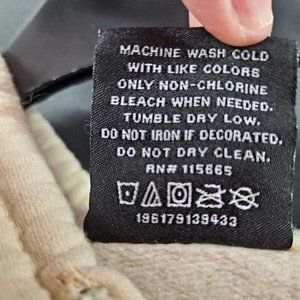 MACHINE WASH COLD
WITH LIKE COLORS
ONLY NON-CHLORINE
BLEACH WHEN NEEDED.
TUMBLE DRY LOW.
DO NOT IRON IF DECORATED.
DO NOT DRY CLEAN.
RN# 115665
196179139433